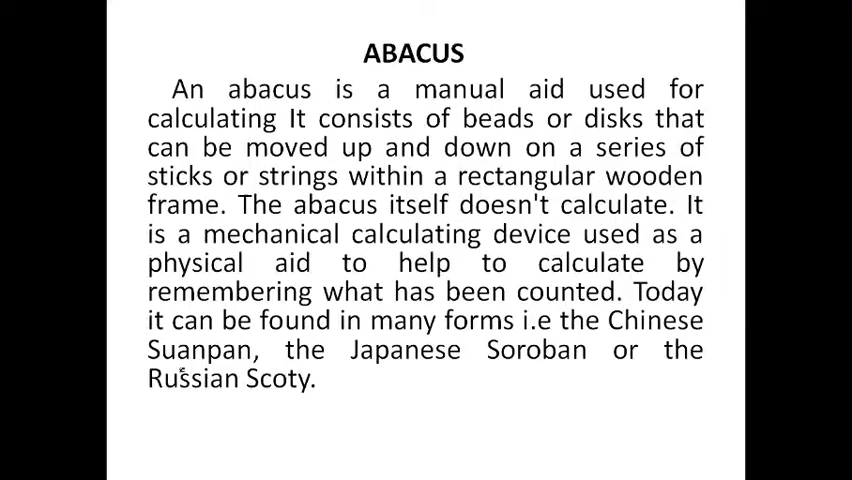 ABACUS
An abacus is a manual aid used for
calculating It consists of beads or disks that
can be moved up and down on a series of
sticks or strings within a rectangular wooden
frame. The abacus itself doesn't calculate. It
is a mechanical calculating device used as a
physical aid to help to calculate by
remembering what has been counted. Today
it can be found in many forms i.e the Chinese
Suanpan, the Japanese Soroban or the
Russian Scoty.